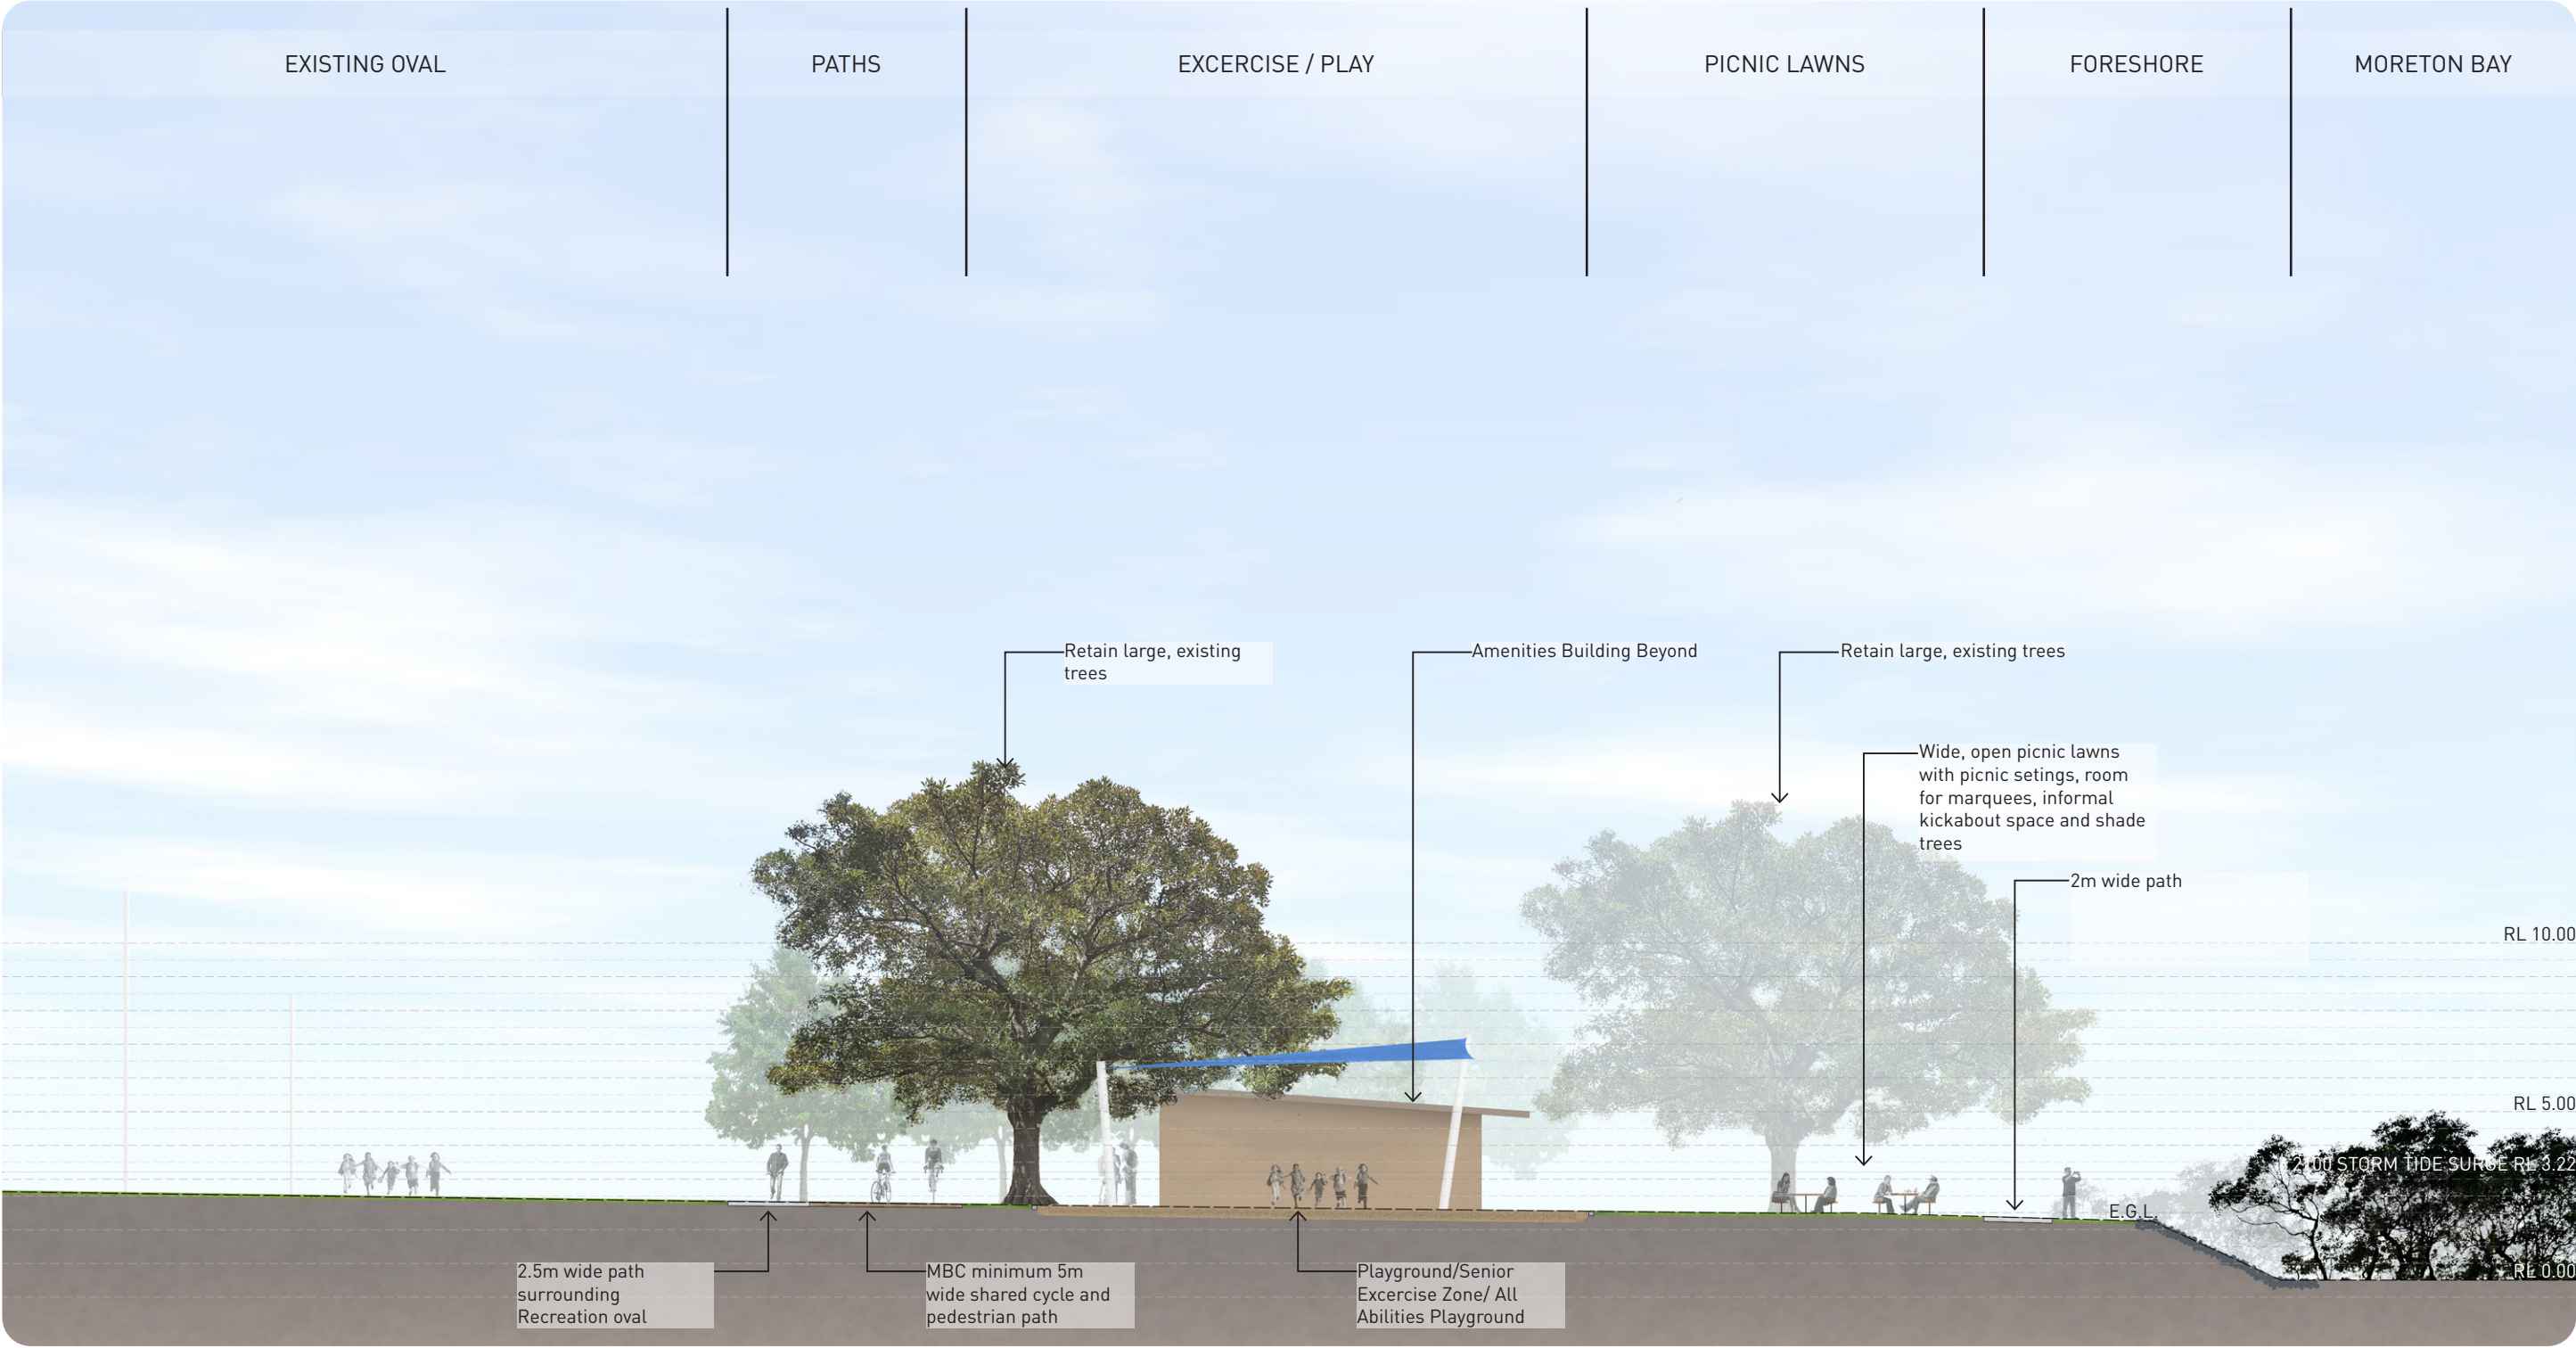 EXISTING OVAL
PATHS
EXCERCISE / PLAY
PICNIC LAWNS
FORESHORE
MORETON BAY
Retain large, existing
trees
Amenities Building Beyond
Retain large, existing trees
Wide, open picnic lawns
with picnic setings, room
for marquees, informal
kickabout space and shade
trees
2m wide path
RL 10.00
RL 5.00
2100 STORM TIDE SURGE RL 3.22
E.G.L.
RL 0.00
2.5m wide path
surrounding
Recreation oval
MBC minimum 5m
wide shared cycle and
pedestrian path
Playground/Senior
Excercise Zone/ All
Abilities Playground